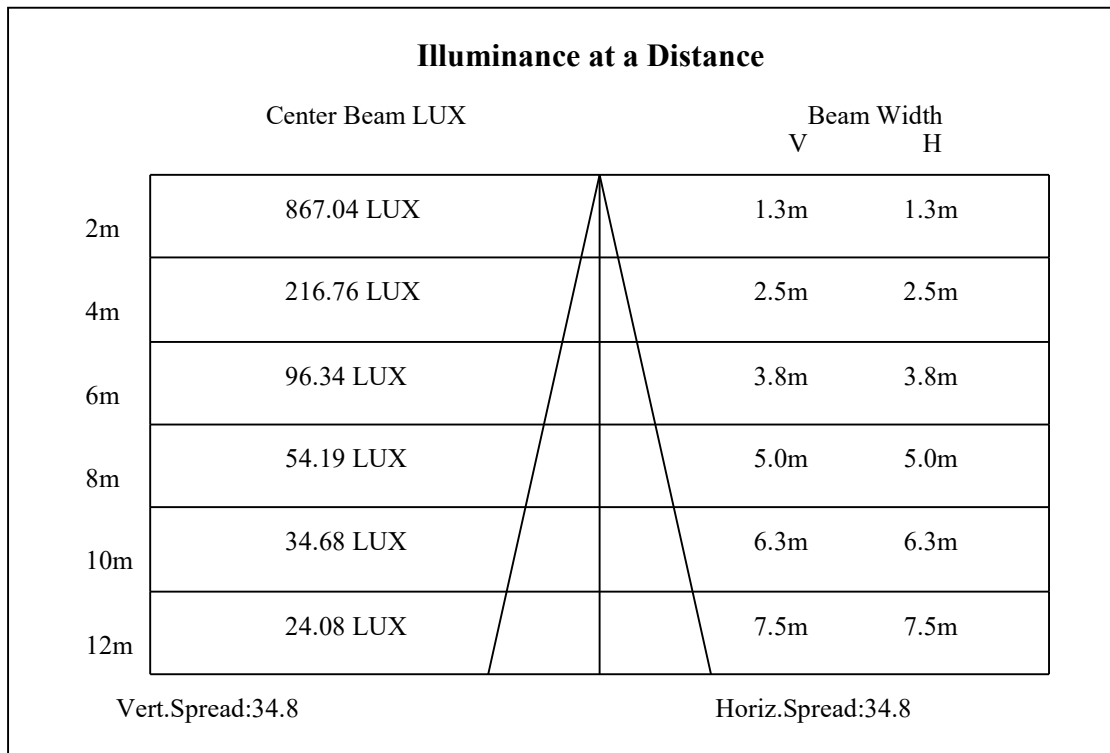 Illuminance at a Distance
Center Beam LUX Beam Width
V H
867.04 LUX 1.3m 1.3m
2m
216.76 LUX 2.5m 2.5m
4m
96.34 LUX 3.8m 3.8m
6m
54.19 LUX 5.0m 5.0m
8m
34.68 LUX 6.3m 6.3m
10m
24.08 LUX 7.5m 7.5m
12m
Vert.Spread:34.8 Horiz.Spread:34.8